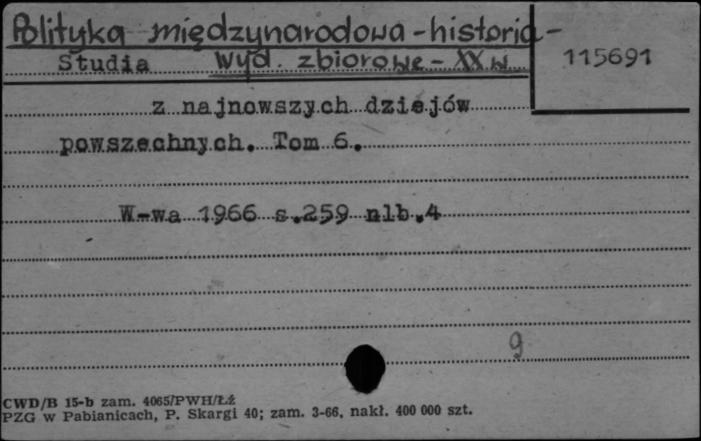 Polityka międzynarodowa - historia -
Studia wyd. zbiorowe - XX w.
115691
z najnowszych dziejów
powszechnych. Tom 6.
W-wa 1966 s.259 nlb.4
9
CWD/B 15-b zam. 4065/PWH/Łź
PZG w Pabianicach, P. Skargi 40; zam. 3-66, nakł. 400 000 szt.